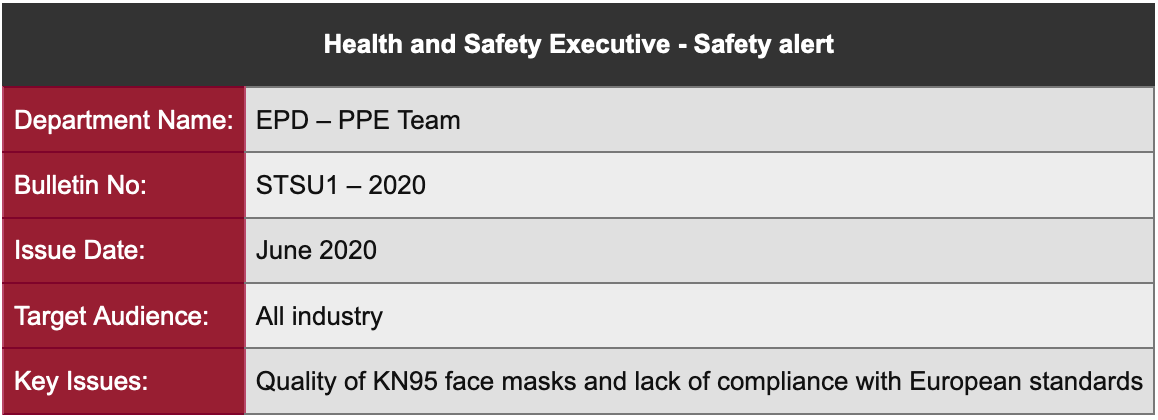 Health and Safety Executive - Safety alert
Department Name: EPD – PPE Team
Bulletin No: STSU1 – 2020
Issue Date: June 2020
Target Audience: All industry
Key Issues: Quality of KN95 face masks and lack of compliance with European standards